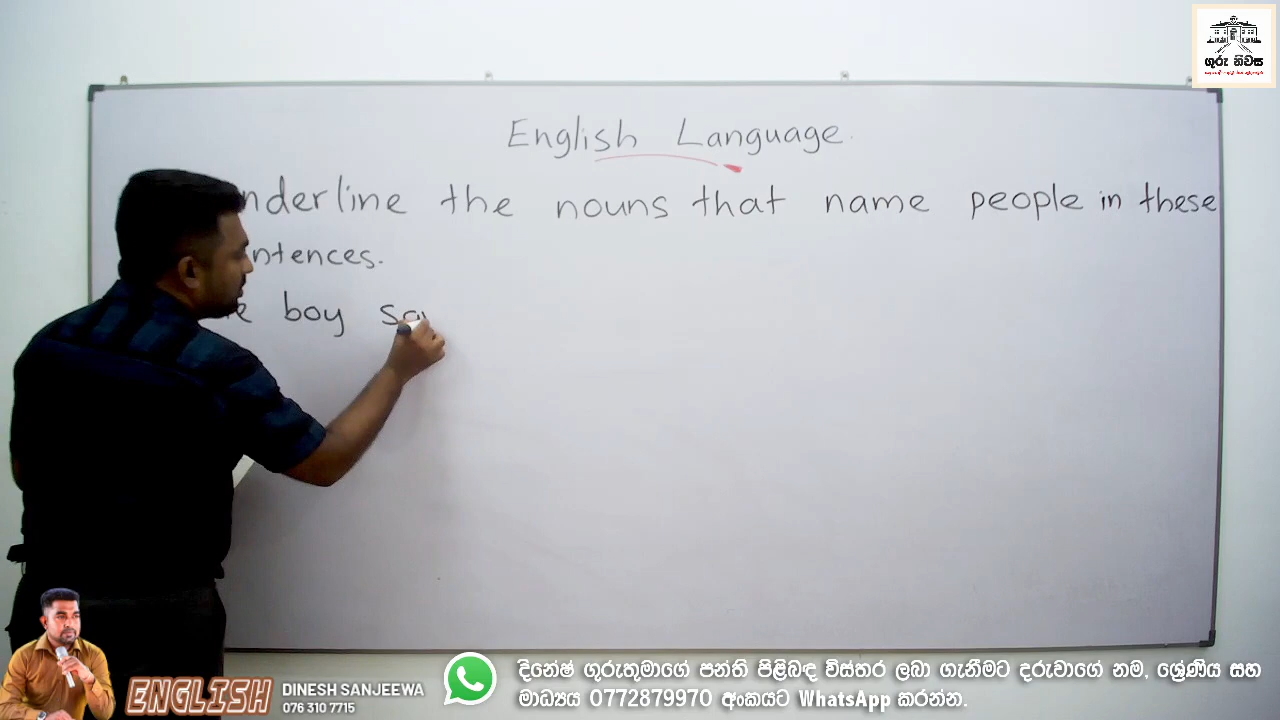 ගුරු නිවස
English Language
nderline the nouns that name people in these
ntences.
boy
ENGLISH
DINESH SANJEEWA
076 310 7715
දිනේෂ් ගුරුතුමාගේ පන්ති පිළිබඳ විස්තර ලබා ගැනීමට දරුවාගේ නම, ශ්‍රේණිය සහ
මාධ්‍යය 0772879970 අංකයට WhatsApp කරන්න.